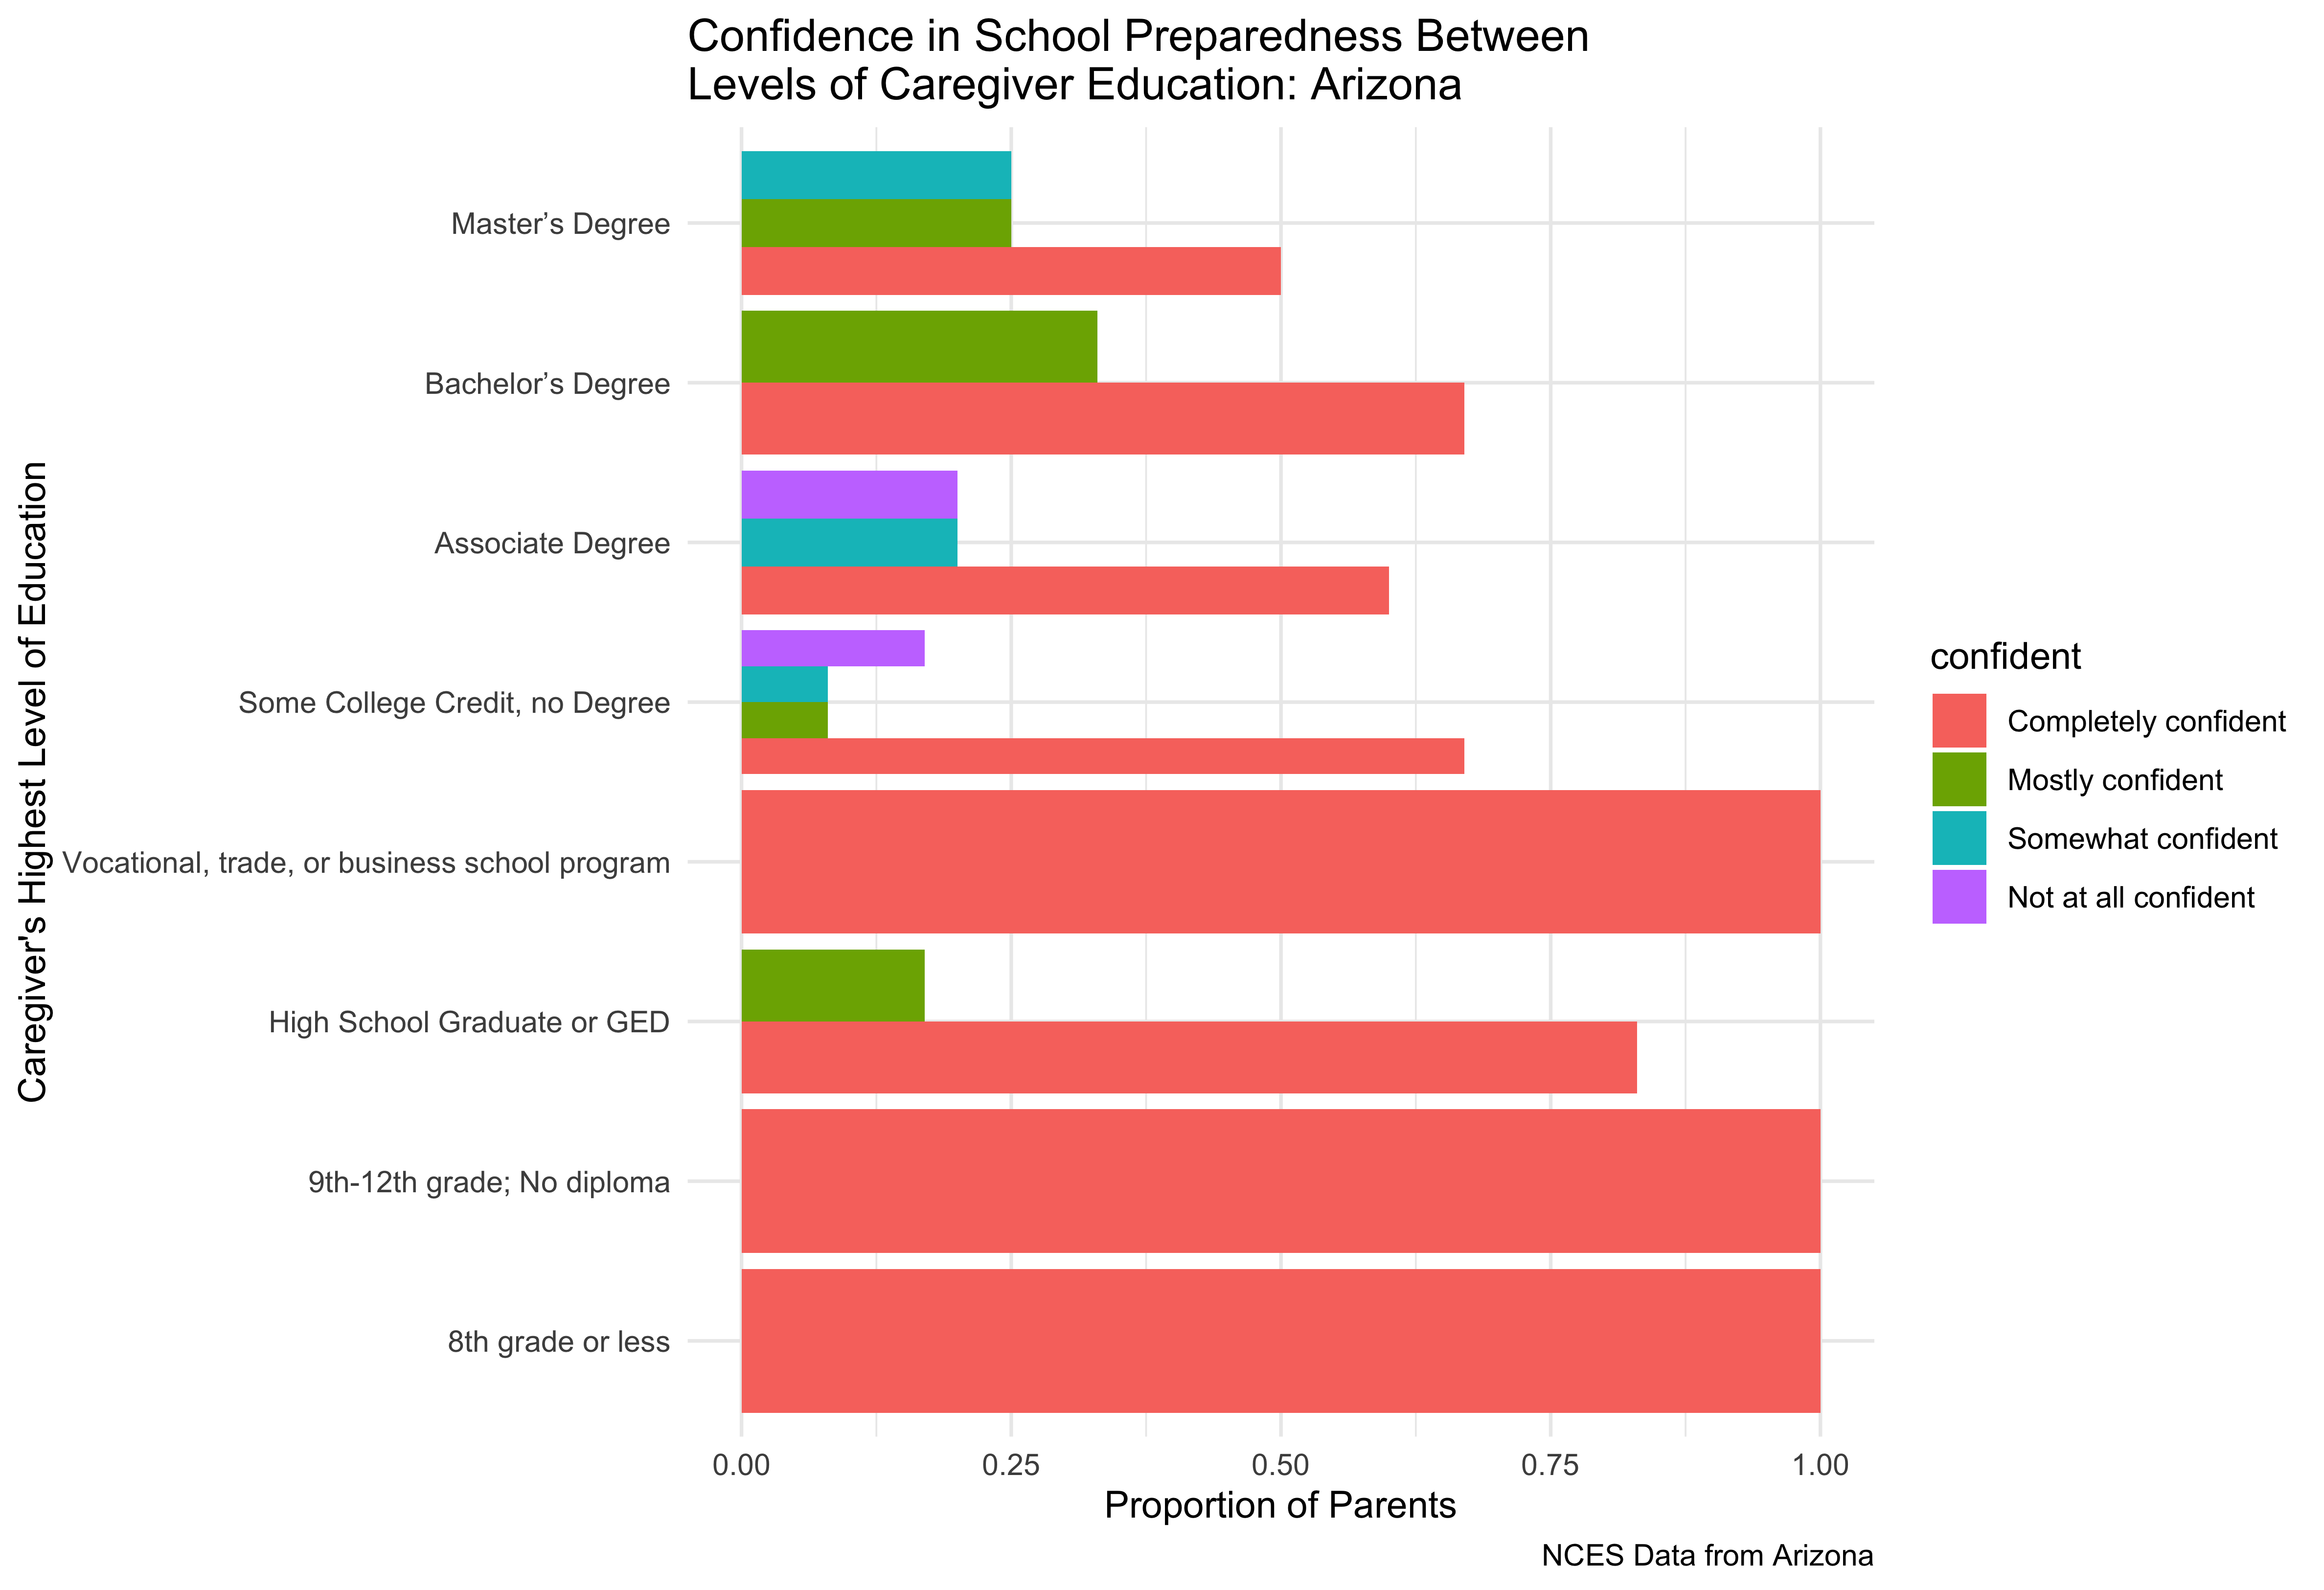 Confidence in School Preparedness Between
Levels of Caregiver Education: Arizona
Caregiver's Highest Level of Education
Master’s Degree
Bachelor’s Degree
Associate Degree
Some College Credit, no Degree
Vocational, trade, or business school program
High School Graduate or GED
9th-12th grade; No diploma
8th grade or less
0.00 0.25 0.50 0.75 1.00
Proportion of Parents
confident
Completely confident
Mostly confident
Somewhat confident
Not at all confident
NCES Data from Arizona